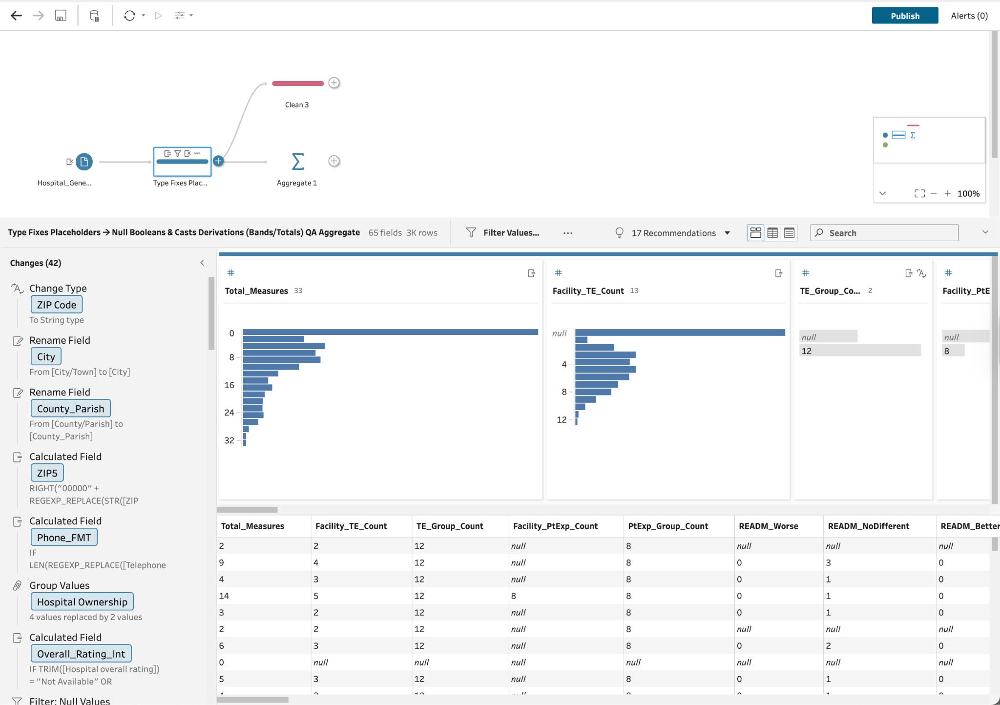 Publish
Alerts (0)
Clean 3
Hospital_Gene...
Type Fixes Plac...
Aggregate 1
100%
Type Fixes Placeholders → Null Booleans & Casts Derivations (Bands/Totals) QA Aggregate 65 fields 3K rows
Filter Values...
17 Recommendations
Search
Changes (42)
Change Type
ZIP Code
To String type
Rename Field
City
From [City/Town] to [City]
Rename Field
County_Parish
From [County/Parish] to
[County_Parish]
Calculated Field
ZIP5
RIGHT("00000" +
REGEXP_REPLACE(STR([ZIP
Calculated Field
Phone_FMT
IF
LEN(REGEXP_REPLACE([Telephone
Group Values
Hospital Ownership
4 values replaced by 2 values
Calculated Field
Overall_Rating_Int
IF TRIM([Hospital overall rating])
= "Not Available" OR
Filter: Null Values
#
Total_Measures 33
0
8
16
24
32
#
Facility_TE_Count 13
null
4
8
12
#
TE_Group_Co... 2
null
12
#
Facility_PtE
null
8
Total_Measures Facility_TE_Count TE_Group_Count Facility_PtExp_Count PtExp_Group_Count READM_Worse READM_NoDifferent READM_Better
2 2 12 null 8 null null null
9 4 12 null 8 0 3 0
4 3 12 null 8 0 1 0
14 5 12 8 8 0 1 0
3 2 12 null 8 0 1 0
2 2 12 null 8 null null null
6 3 12 null 8 0 2 0
0 null null null null null null null
5 3 12 null 8 0 1 0